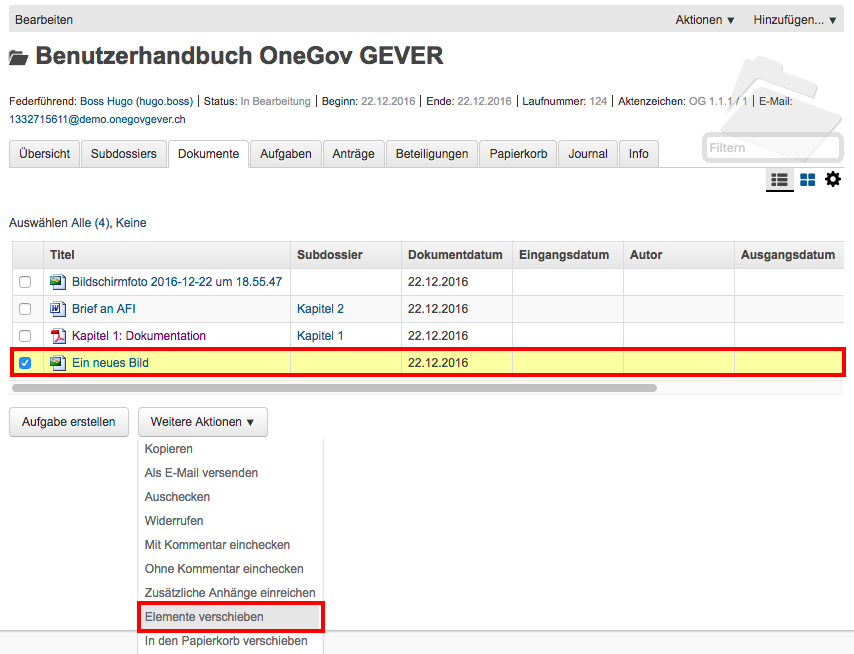 Bearbeiten Aktionen ▼ Hinzufügen... ▼
Benutzerhandbuch OneGov GEVER
Federführend: Boss Hugo (hugo.boss) | Status: In Bearbeitung | Beginn: 22.12.2016 | Ende: 22.12.2016 | Laufnummer: 124 | Aktenzeichen: OG 1.1.1 / 1 | E-Mail:
1332715611@demo.onegovgever.ch
Übersicht Subdossiers Dokumente Aufgaben Anträge Beteiligungen Papierkorb Journal Info Filtern
Auswählen Alle (4), Keine
Titel Subdossier Dokumentdatum Eingangsdatum Autor Ausgangsdatum
Bildschirmfoto 2016-12-22 um 18.55.47 22.12.2016
Brief an AFI Kapitel 2 22.12.2016
Kapitel 1: Dokumentation Kapitel 1 22.12.2016
Ein neues Bild 22.12.2016
Aufgabe erstellen Weitere Aktionen ▼
Kopieren
Als E-Mail versenden
Auschecken
Widerrufen
Mit Kommentar einchecken
Ohne Kommentar einchecken
Zusätzliche Anhänge einreichen
Elemente verschieben
In den Papierkorb verschieben